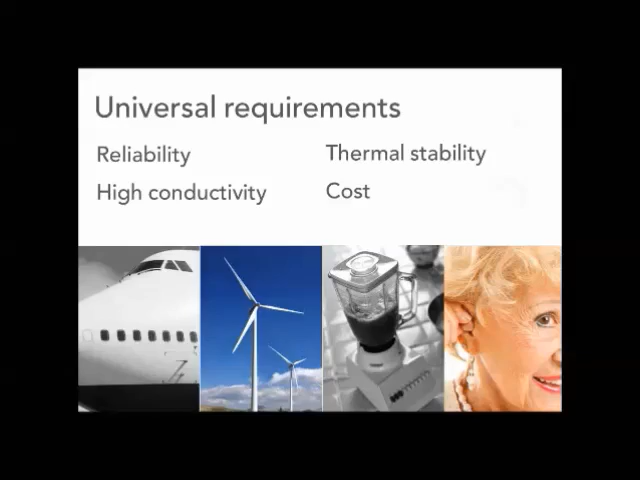 Universal requirements
Reliability
High conductivity
Thermal stability
Cost